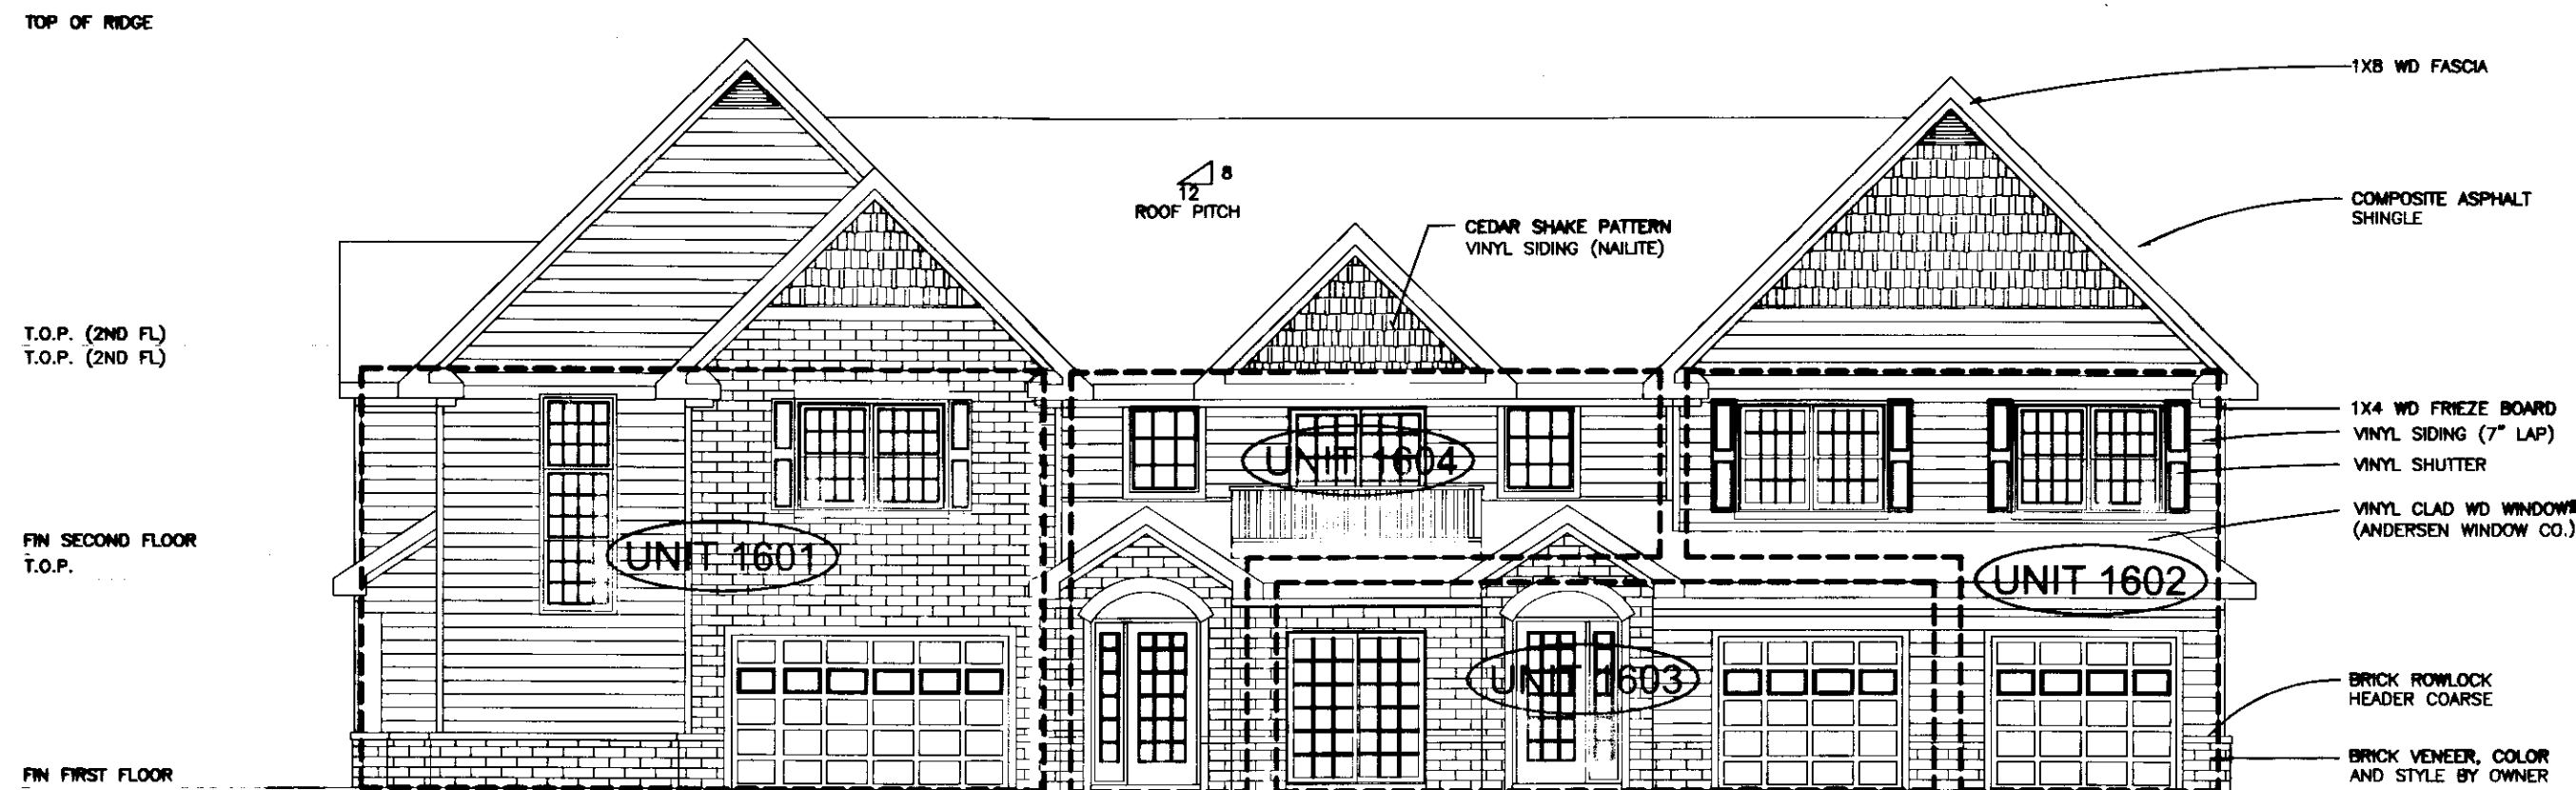 TOP OF RIDGE
1X8 WD FASCIA
8
12
ROOF PITCH
COMPOSITE ASPHALT
SHINGLE
CEDAR SHAKE PATTERN
VINYL SIDING (NAILITE)
T.O.P. (2ND FL)
T.O.P. (2ND FL)
1X4 WD FRIEZE BOARD
VINYL SIDING (7" LAP)
VINYL SHUTTER
UNIT 1604
VINYL CLAD WD WINDOWS
(ANDERSEN WINDOW CO.)
FIN SECOND FLOOR
T.O.P.
UNIT 1601
UNIT 1602
UNIT 1603
BRICK ROWLOCK
HEADER COARSE
BRICK VENEER, COLOR
AND STYLE BY OWNER
FIN FIRST FLOOR